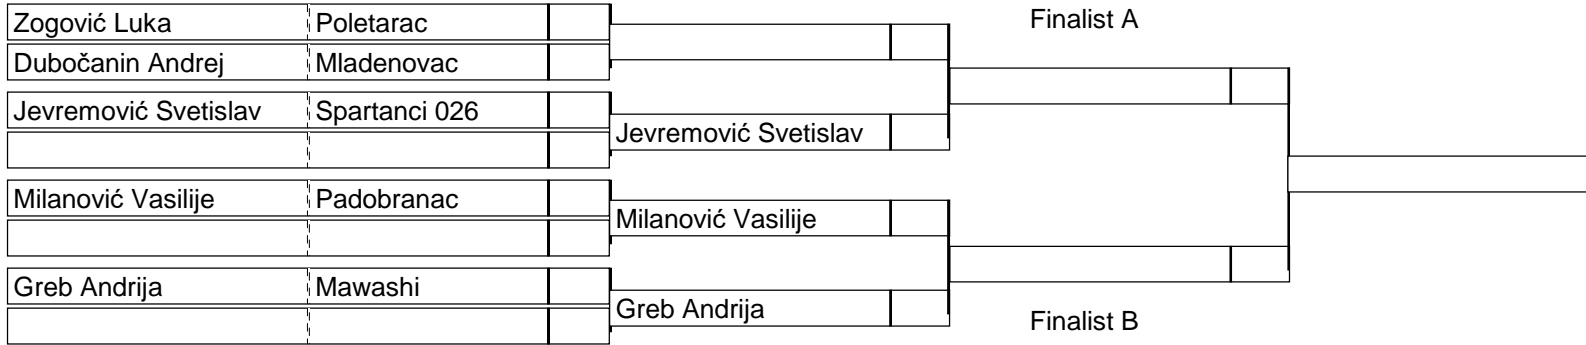 Zogović Luka Poletarac
Finalist A
Dubočanin Andrej Mladenovac
Jevremović Svetislav Spartanci 026
Jevremović Svetislav
Milanović Vasilije Padobranac
Milanović Vasilije
Greb Andrija Mawashi
Greb Andrija
Finalist B